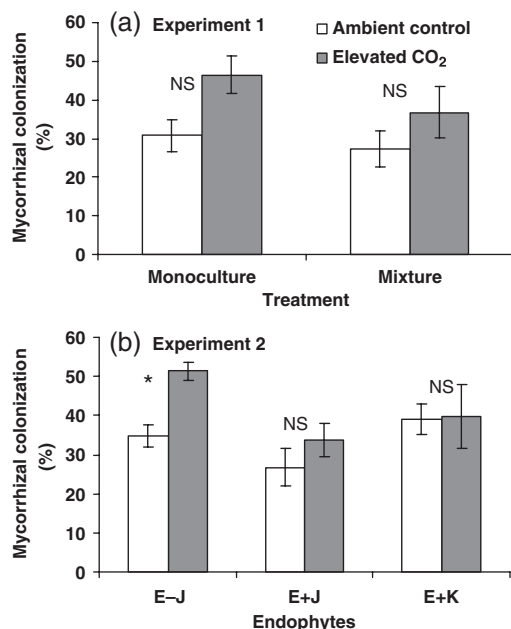 (a) Experiment 1
Ambient control
Elevated CO₂
Mycorrhizal colonization
(%)
60
50
40
30
20
10
0
NS
NS
Monoculture
Mixture
Treatment
(b) Experiment 2
Mycorrhizal colonization
(%)
60
50
40
30
20
10
0
*
NS
NS
E–J
E+J
E+K
Endophytes